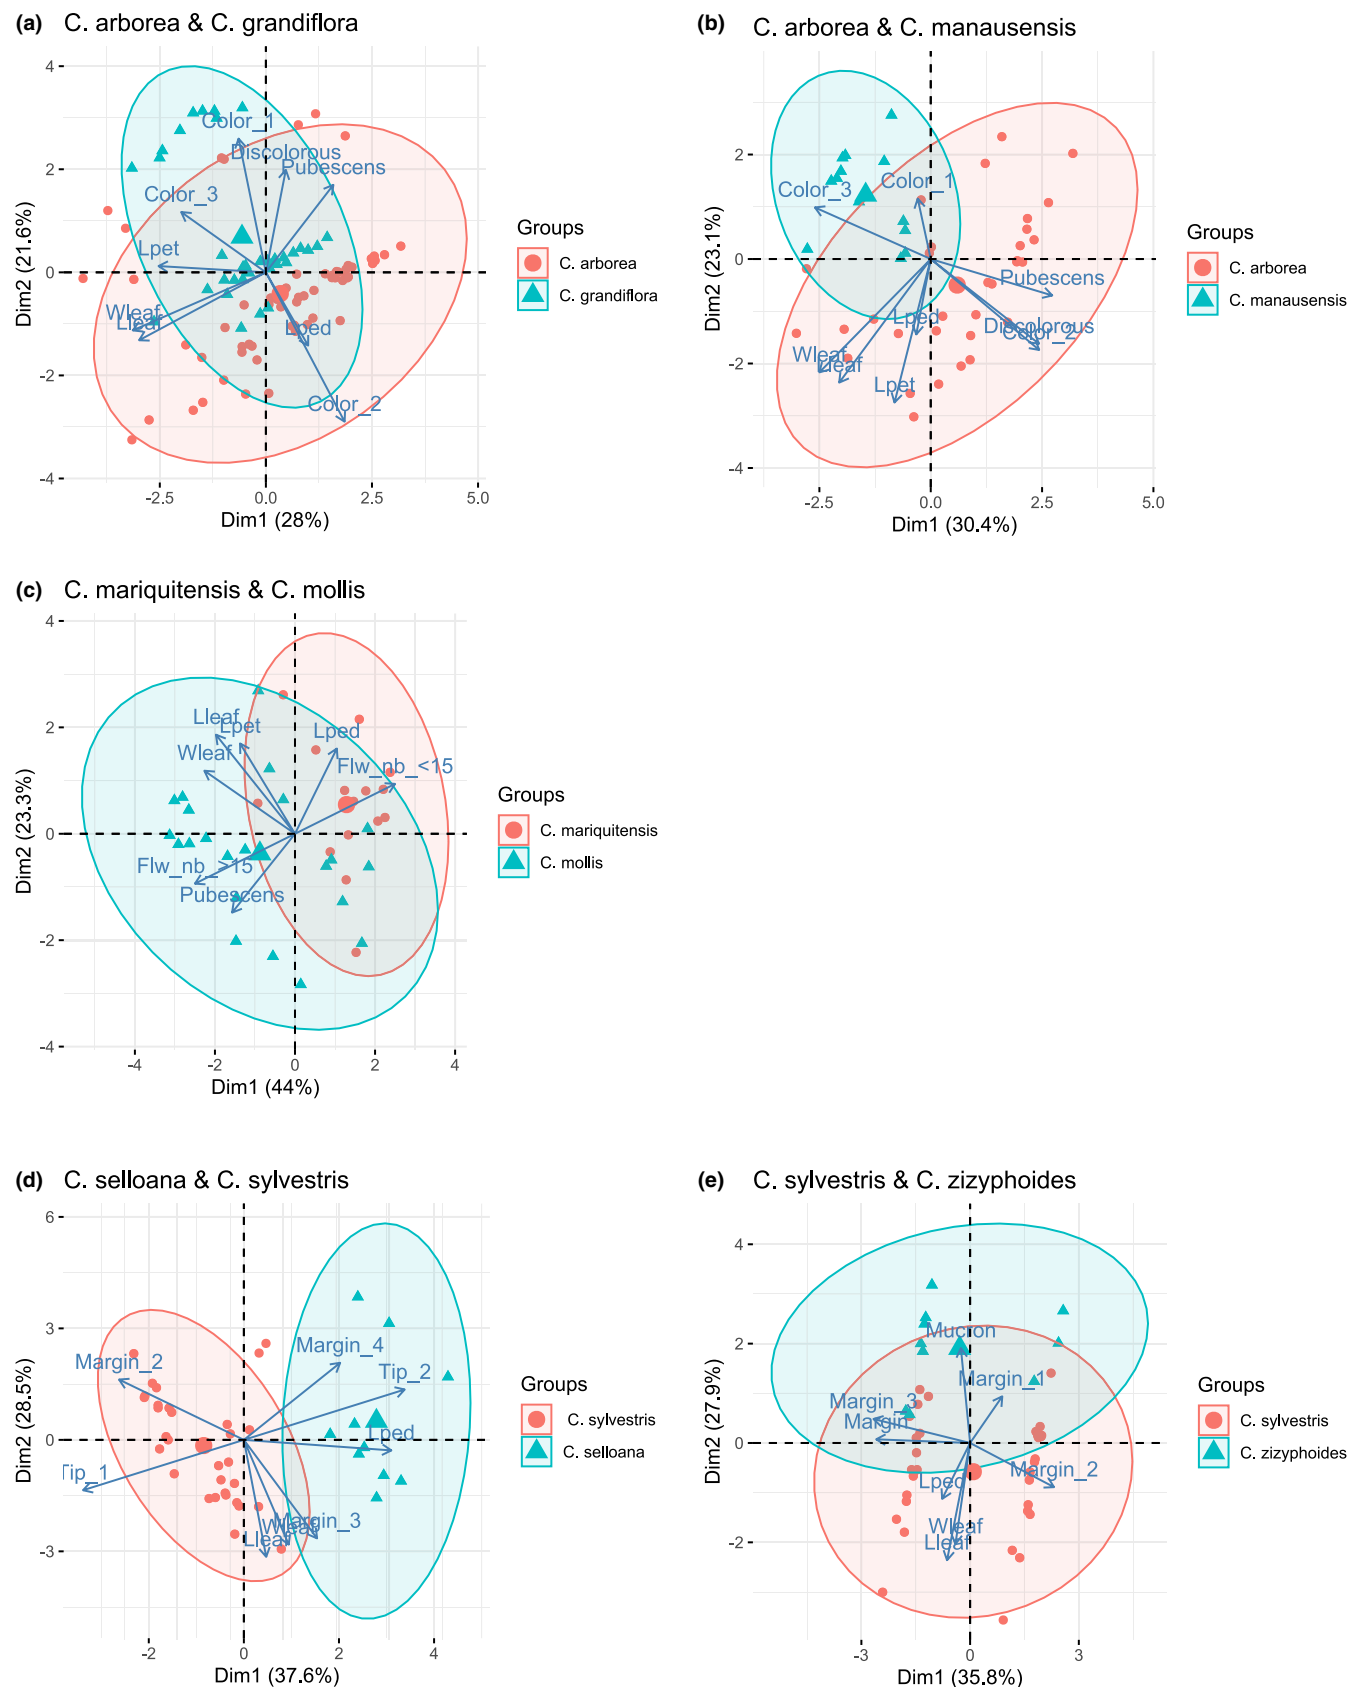 (a) C. arborea & C. grandiflora
4
2
0
-2
-4
Dim2 (21.6%)
Color_1
Discolorous
Pubescens
Color_3
Lpet
Wleaf
Lleaf
Lped
Color_2
-2.5
0.0
2.5
5.0
Dim1 (28%)
Groups
C. arborea
C. grandiflora
(b) C. arborea & C. manausensis
2
0
-2
-4
Dim2 (23.1%)
Color_3
Color_1
Pubescens
Discolorous
Color_2
Lped
Wleaf
Lleaf
Lpet
-2.5
0.0
2.5
5.0
Dim1 (30.4%)
Groups
C. arborea
C. manausensis
(c) C. mariquitensis & C. mollis
4
2
0
-2
-4
Dim2 (23.3%)
Lleaf
Lpet
Wleaf
Lped
Flw_nb_<15
Flw_nb_>15
Pubescens
-4
-2
0
2
4
Dim1 (44%)
Groups
C. mariquitensis
C. mollis
(d) C. selloana & C. sylvestris
6
3
0
-3
Dim2 (28.5%)
Margin_2
Margin_4
Tip_2
Lped
Tip_1
Margin_3
Wleaf
Lleaf
-2
0
2
4
Dim1 (37.6%)
Groups
C. sylvestris
C. selloana
(e) C. sylvestris & C. zizyphoides
4
2
0
-2
Dim2 (27.9%)
Mucron
Margin_1
Margin_3
Margin
Margin_2
Lped
Wleaf
Lleaf
-3
0
3
Dim1 (35.8%)
Groups
C. sylvestris
C. zizyphoides